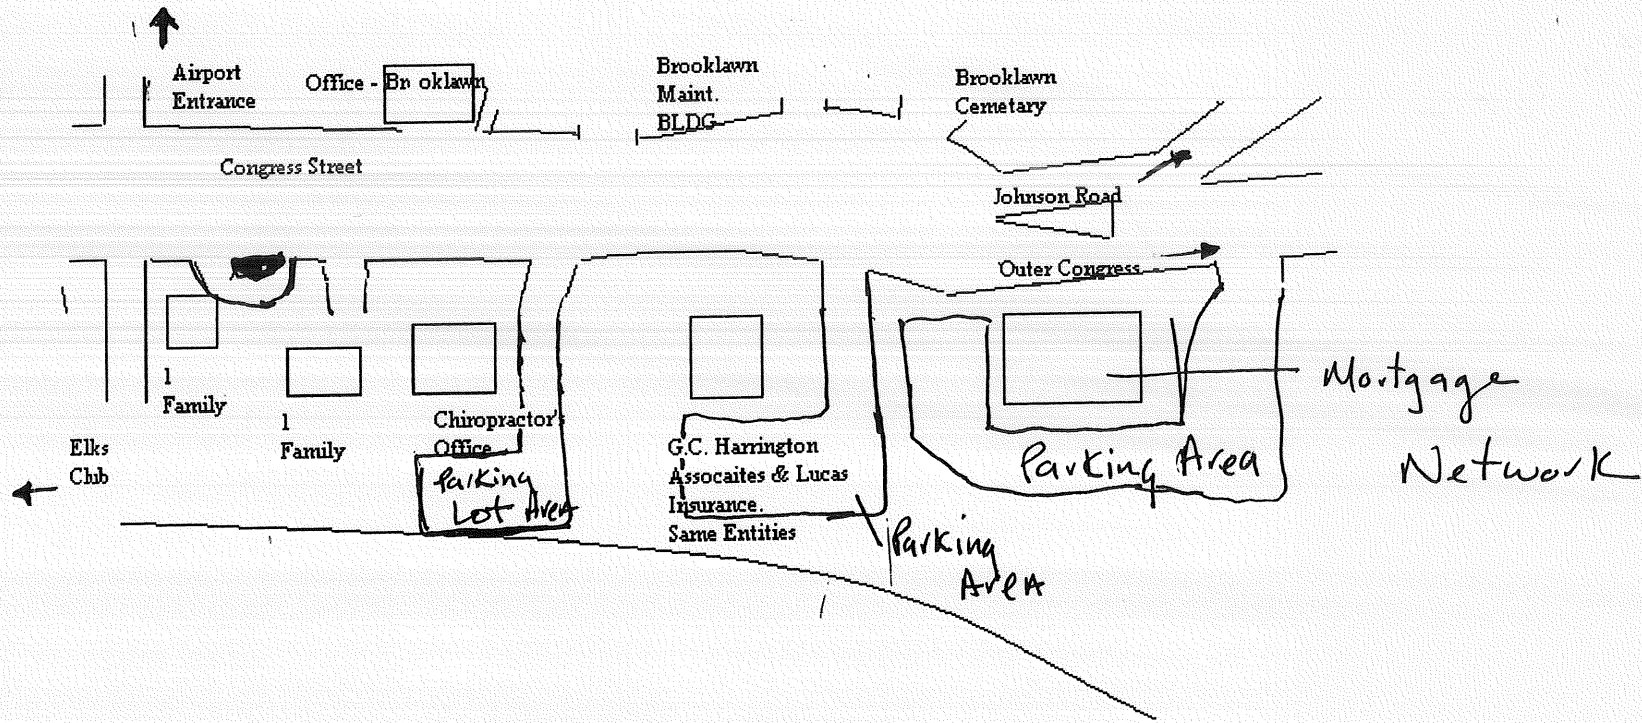 Airport
Entrance
Office - Brooklawn
Brooklawn
Maint.
BLDG
Brooklawn
Cemetary
Congress Street
Johnson Road
Outer Congress
1
Family
1
Family
Chiropractor's
Office
Elks
Club
Parking
Lot Area
G.C. Harrington
Assocaites & Lucas
Insurance.
Same Entities
Parking
Area
Parking Area
Mortgage
Network